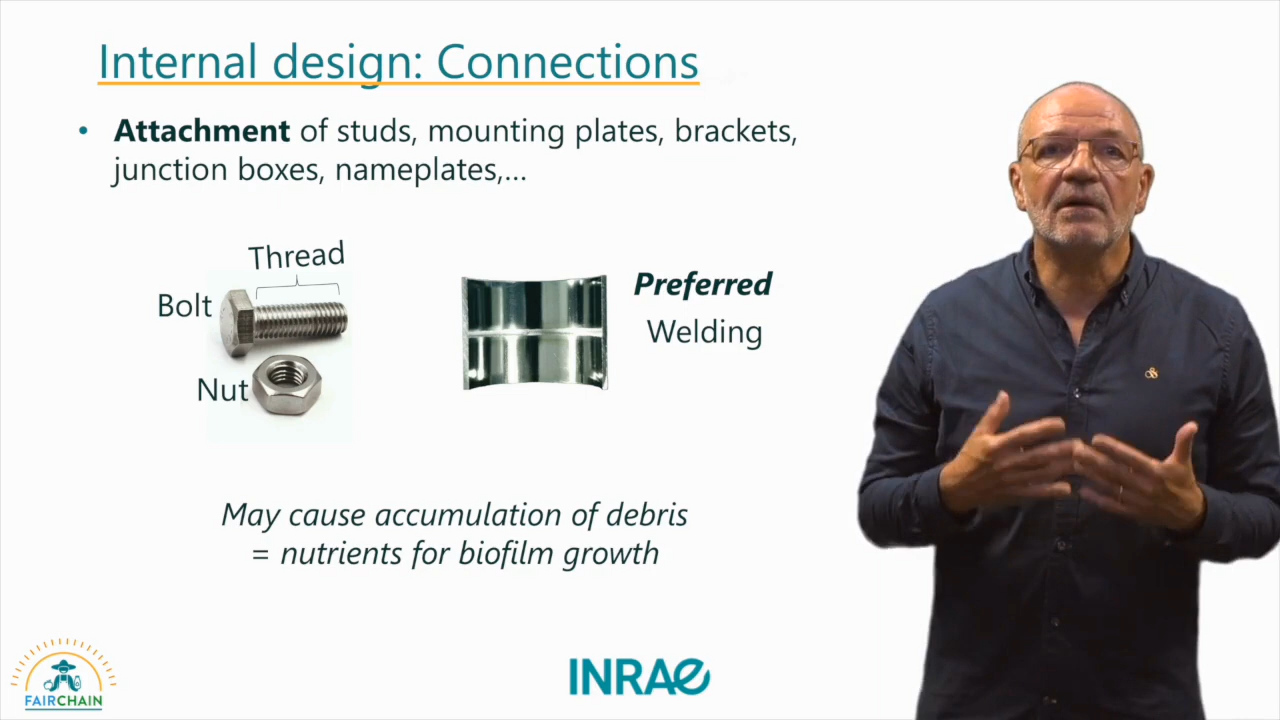 Internal design: Connections
• Attachment of studs, mounting plates, brackets,
junction boxes, nameplates,...
Thread
Bolt
Nut
Preferred
Welding
May cause accumulation of debris
= nutrients for biofilm growth
FAIRCHAIN
INRAE